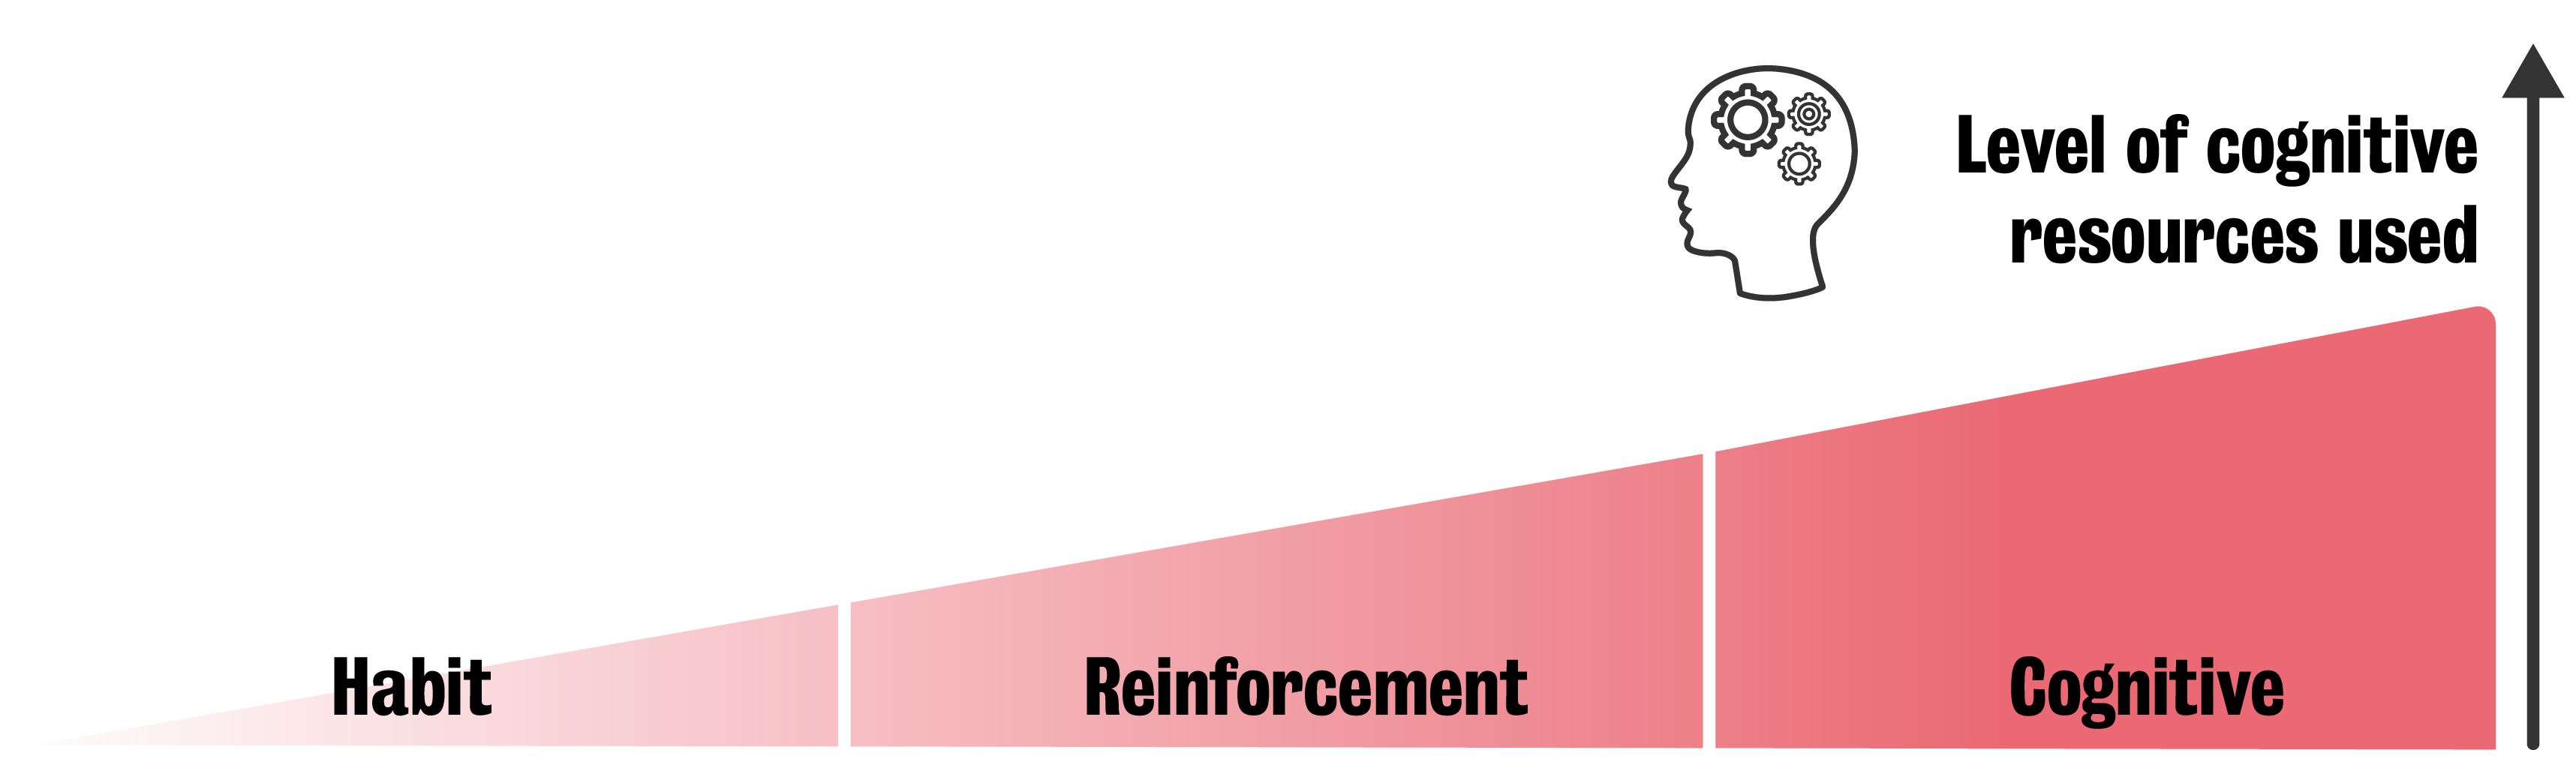 Level of cognitive
resources used
Habit
Reinforcement
Cognitive